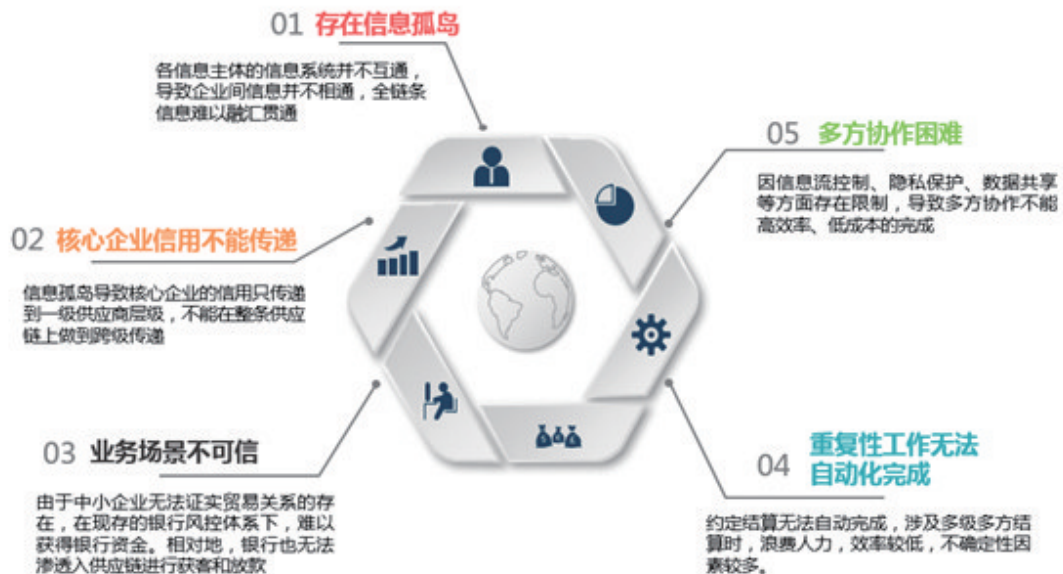 01 存在信息孤岛
各信息主体的信息系统并不互通，
导致企业间信息并不相通，全链条
信息难以融汇贯通
02 核心企业信用不能传递
信息孤岛导致核心企业的信用只传递
到一级供应商层级，不能在整条供应
链上做到跨级传递
03 业务场景不可信
由于中小企业无法证实贸易关系的存
在，在现存的银行风控体系下，难以
获得银行资金。相对地，银行也无法
渗透入供应链进行获客和放款
04 重复性工作无法
自动化完成
约定结算无法自动完成，涉及多级多方结
算时，浪费人力，效率较低，不确定性因
素较多。
05 多方协作困难
因信息流控制、隐私保护、数据共享
等方面存在限制，导致多方协作不能
高效率、低成本的完成